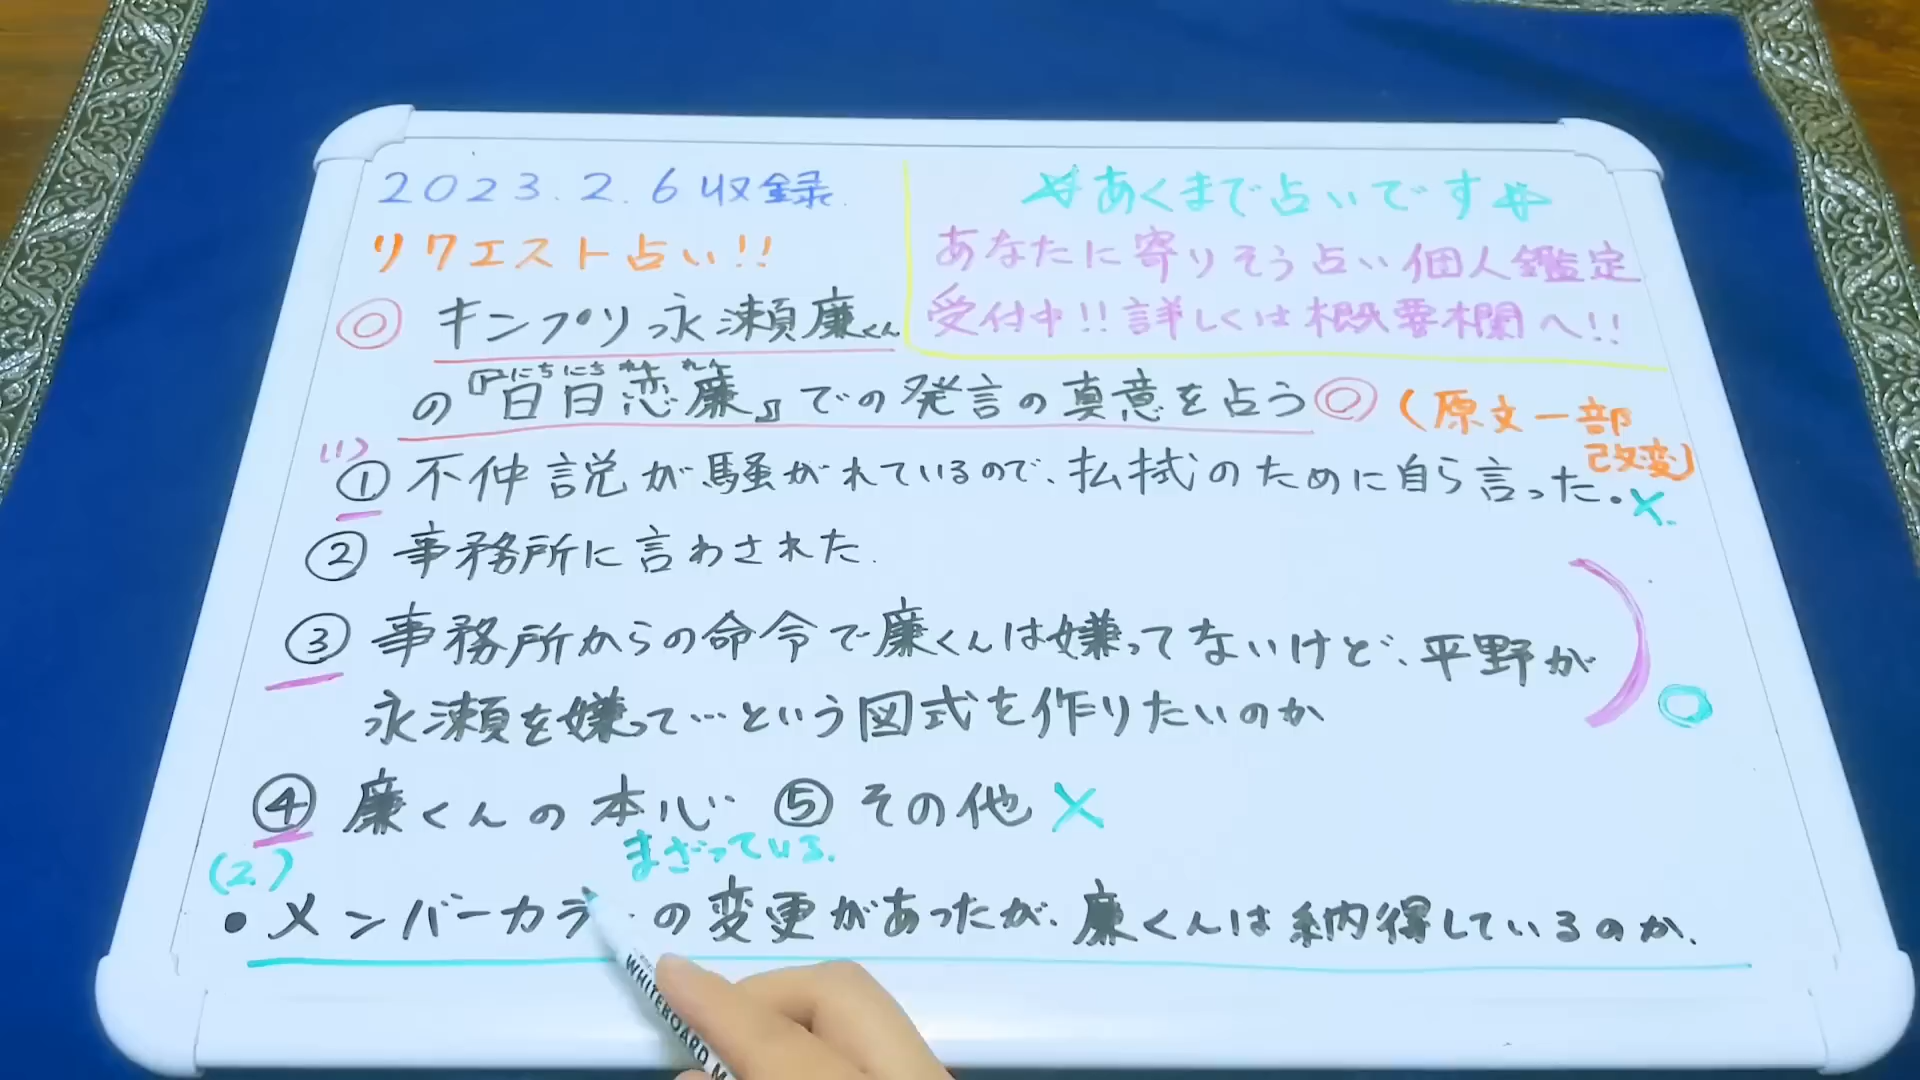 2023.2.6収録.
リクエスト占い!!
☆あくまで占いです☆
あなたに寄りそう占い個人鑑定
受付中!!詳しくは概要欄へ!!
◎ キンプリ永瀬廉くん
にちにち れん れん
の『日日恋廉』での発言の真意を占う◎
(原文一部
改変)
(1)
① 不仲説が騒がれているので、払拭のために自ら言った。×
② 事務所に言わされた.
③ 事務所からの命令で廉くんは嫌ってないけど、平野が
永瀬を嫌って…という図式を作りたいのか ○
④ 廉くんの本心 ⑤ その他 ×
まざっている.
(2)
• メンバーカラーの変更があったが、廉くんは納得しているのか.
WHITEBOARD M